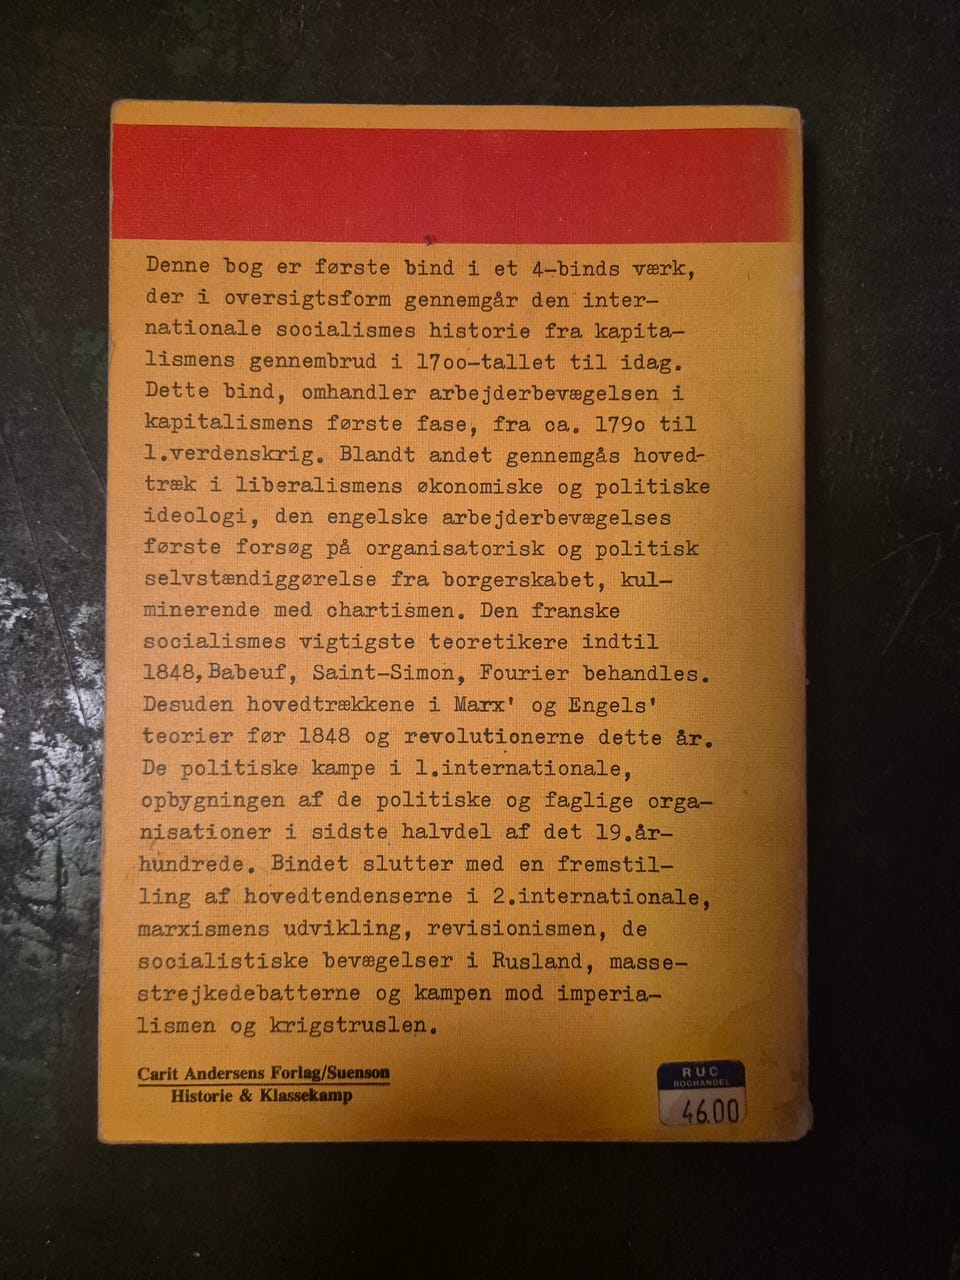 Denne bog er første bind i et 4-binds værk,
der i oversigtsform gennemgår den inter-
nationale socialismes historie fra kapita-
lismens gennembrud i 17oo-tallet til idag.
Dette bind, omhandler arbejderbevægelsen i
kapitalismens første fase, fra ca. 179o til
1.verdenskrig. Blandt andet gennemgås hoved-
træk i liberalismens økonomiske og politiske
ideologi, den engelske arbejderbevægelses
første forsøg på organisatorisk og politisk
selvstændiggørelse fra borgerskabet, kul-
minerende med chartismen. Den franske
socialismes vigtigste teoretikere indtil
1848, Babeuf, Saint-Simon, Fourier behandles.
Desuden hovedtrækkene i Marx' og Engels'
teorier før 1848 og revolutionerne dette år.
De politiske kampe i 1.internationale,
opbygningen af de politiske og faglige orga-
nisationer i sidste halvdel af det 19.år-
hundrede. Bindet slutter med en fremstil-
ling af hovedtendenserne i 2.internationale,
marxismens udvikling, revisionismen, de
socialistiske bevægelser i Rusland, masse-
strejkedebatterne og kampen mod imperia-
lismen og krigstruslen.
Carit Andersens Forlag/Suenson
Historie & Klassekamp
RUC
BOGHANDEL
46.00